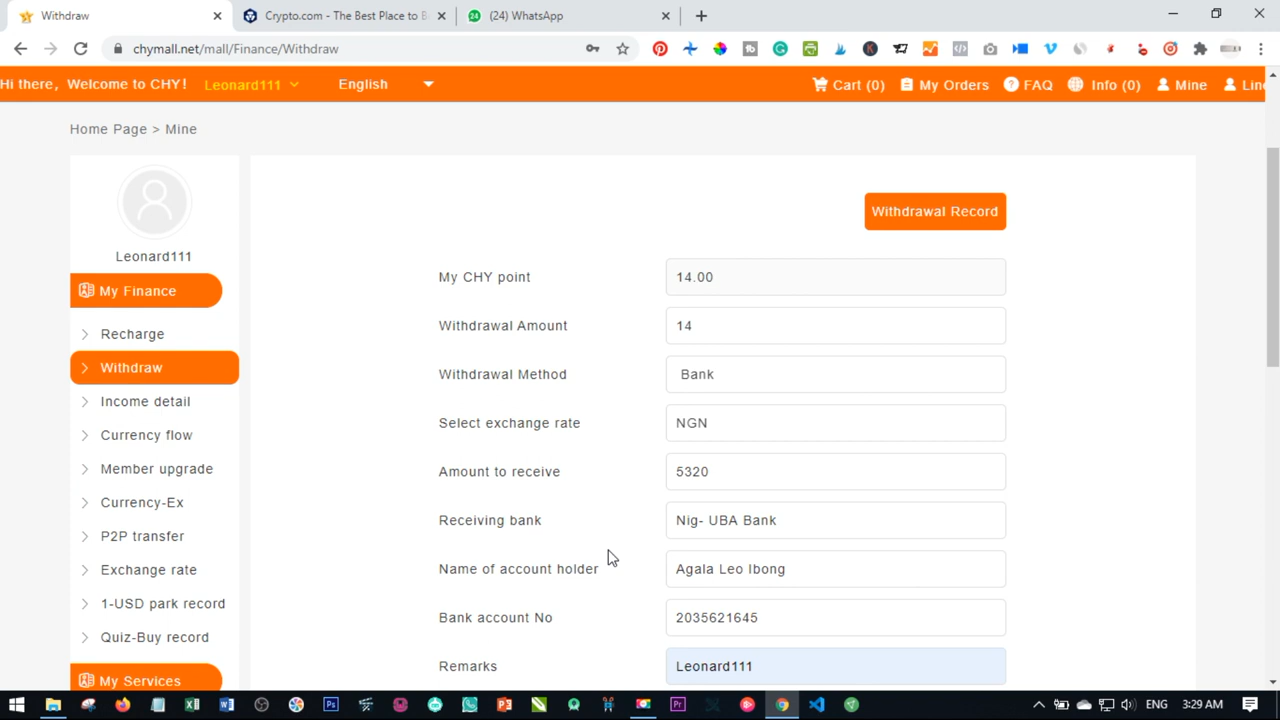 Withdraw
Crypto.com - The Best Place to B
(24) WhatsApp
chymall.net/mall/Finance/Withdraw
Hi there, Welcome to CHY!
Leonard111
English
Cart (0)
My Orders
FAQ
Info (0)
Mine
Lin
Home Page > Mine
Leonard111
My Finance
Recharge
Withdraw
Income detail
Currency flow
Member upgrade
Currency-Ex
P2P transfer
Exchange rate
1-USD park record
Quiz-Buy record
My Services
Withdrawal Record
My CHY point 14.00
Withdrawal Amount 14
Withdrawal Method Bank
Select exchange rate NGN
Amount to receive 5320
Receiving bank Nig- UBA Bank
Name of account holder Agala Leo Ibong
Bank account No 2035621645
Remarks Leonard111
ENG 3:29 AM